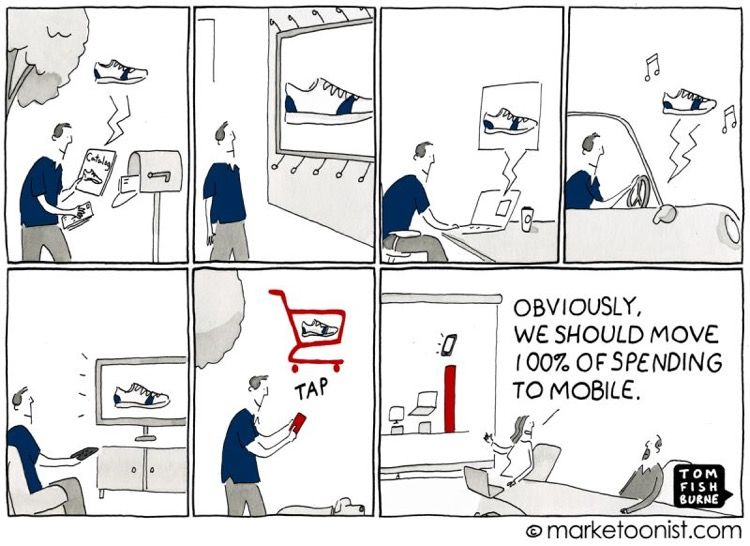 Catalog
TAP
OBVIOUSLY,
WE SHOULD MOVE
100% OF SPENDING
TO MOBILE.
TOM
FISH
BURNE
© marketoonist.com